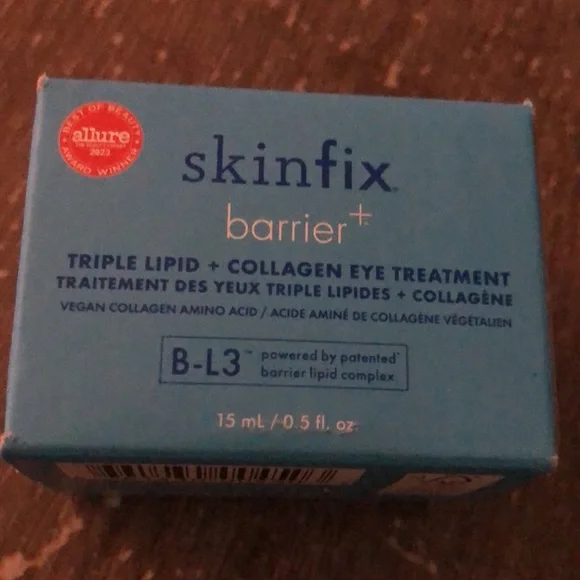 BEST OF BEAUTY
allure
2023
AWARD WINNER
skinfix
barrier+
TRIPLE LIPID + COLLAGEN EYE TREATMENT
TRAITEMENT DES YEUX TRIPLE LIPIDES + COLLAGÈNE
VEGAN COLLAGEN AMINO ACID / ACIDE AMINÉ DE COLLAGÈNE VÉGÉTALIEN
B-L3™ powered by patented*
barrier lipid complex
15 mL / 0.5 fl. oz